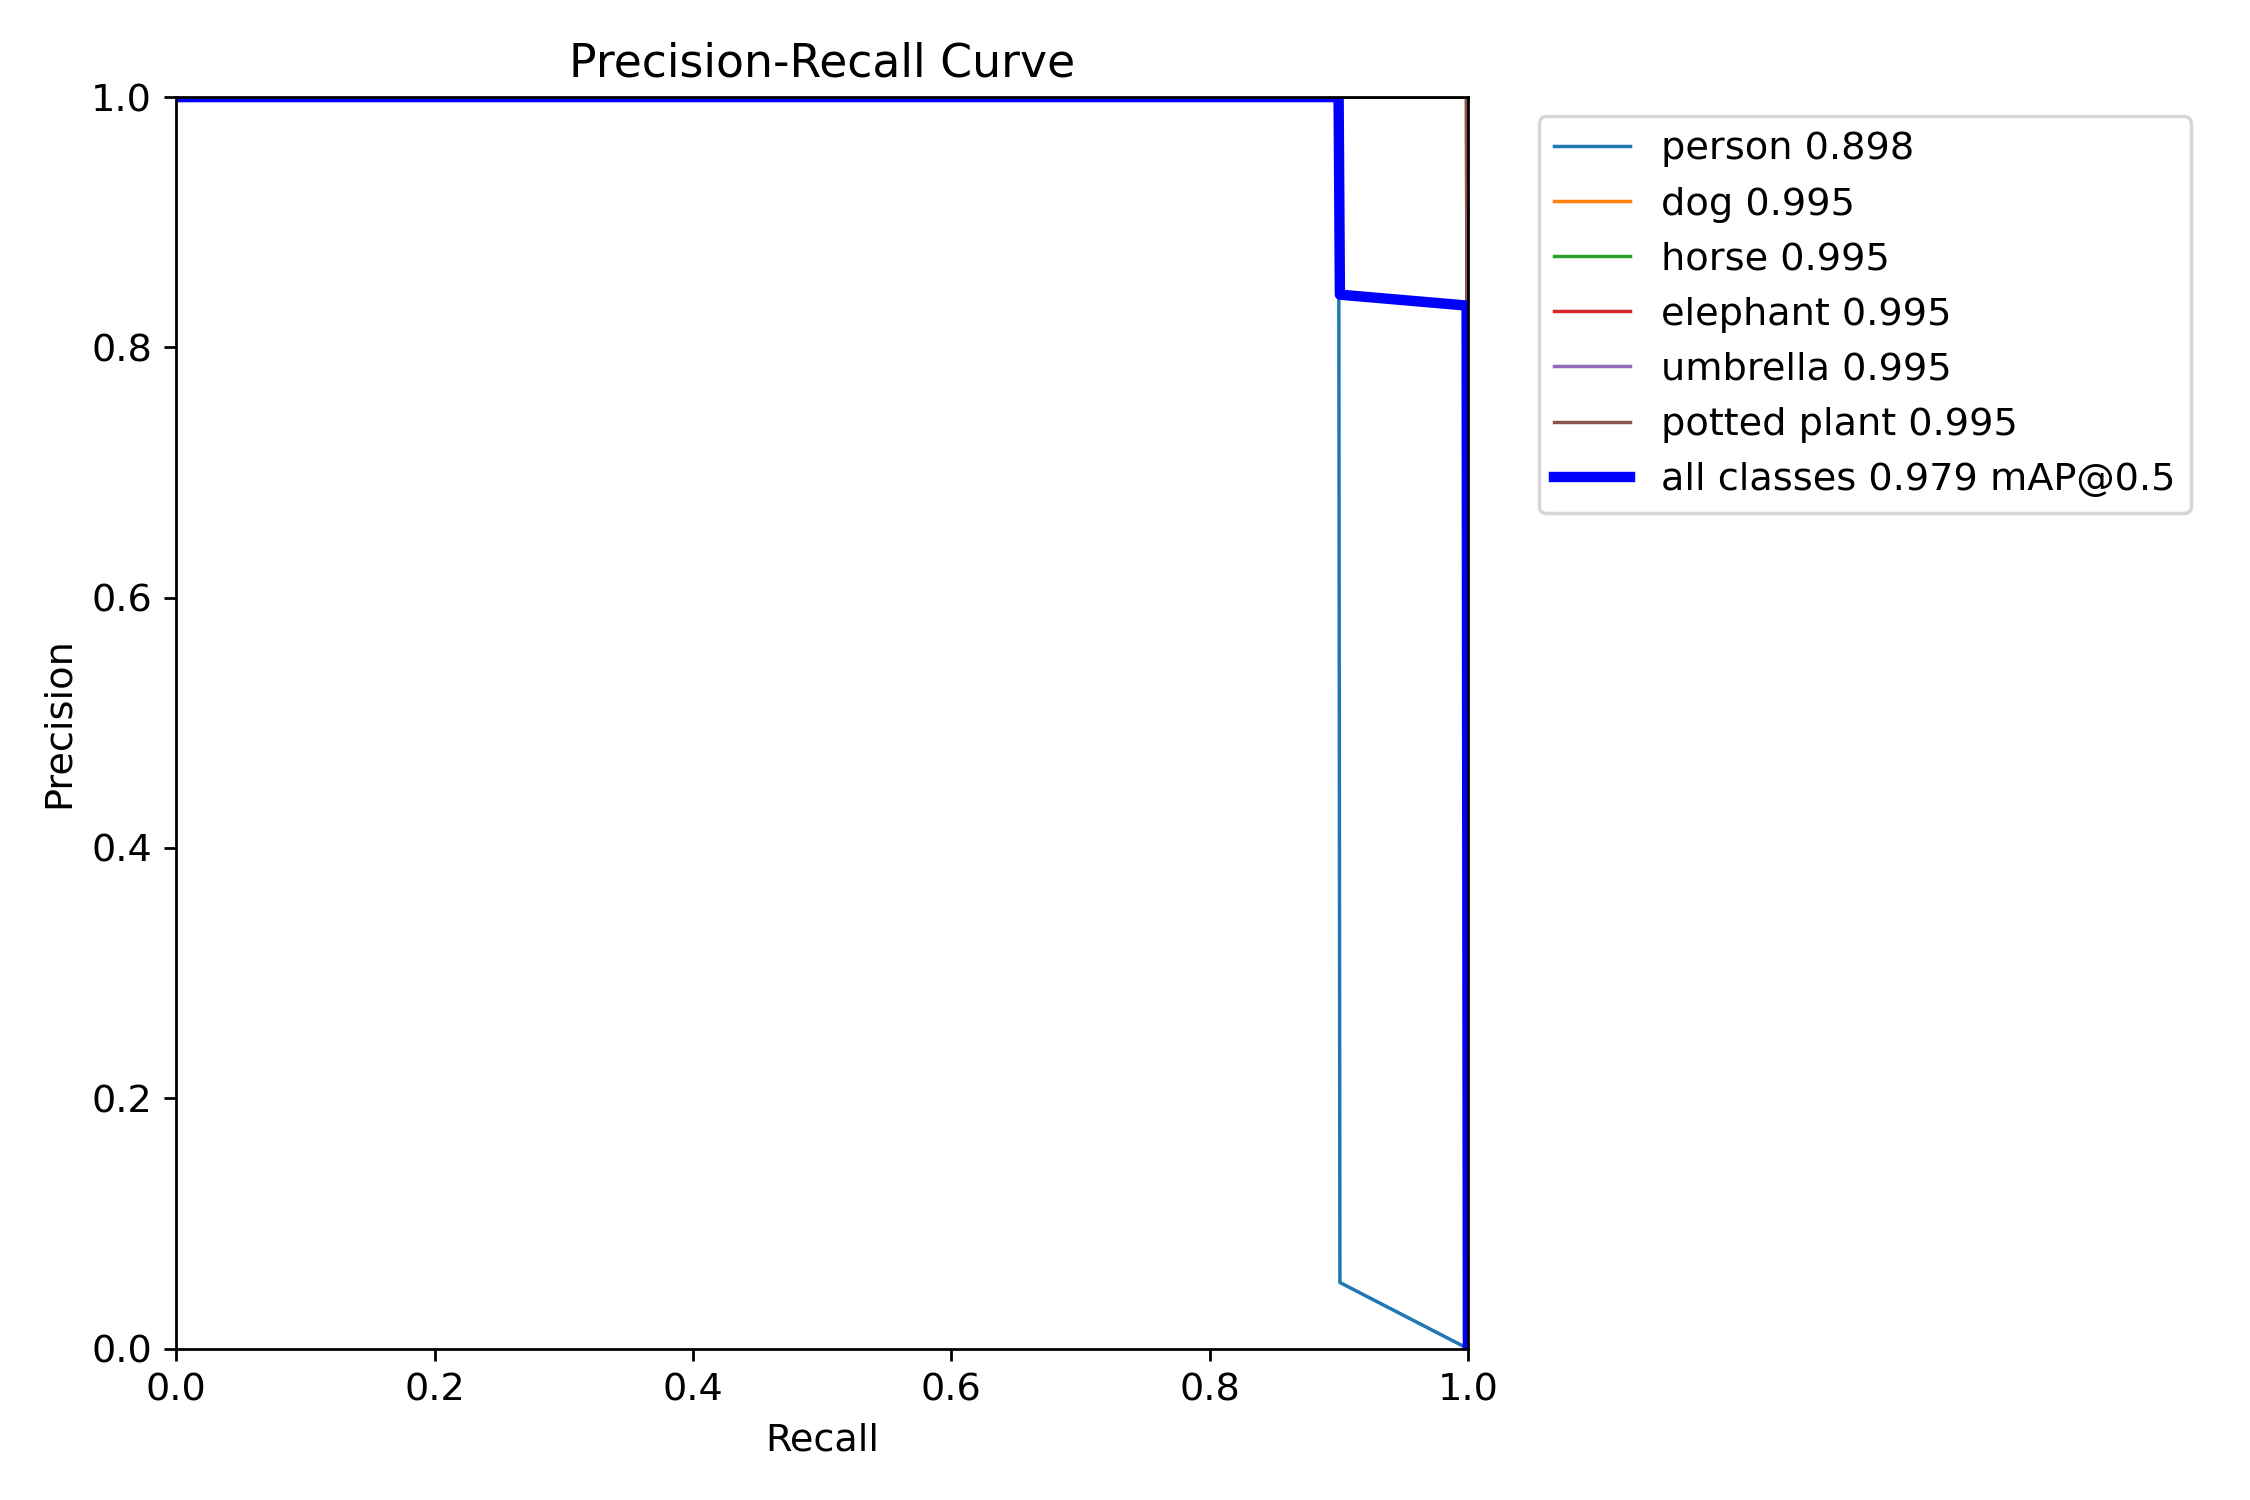 Precision-Recall Curve
1.0
0.8
0.6
0.4
0.2
0.0
Precision
0.0 0.2 0.4 0.6 0.8 1.0
Recall
person 0.898
dog 0.995
horse 0.995
elephant 0.995
umbrella 0.995
potted plant 0.995
all classes 0.979 mAP@0.5